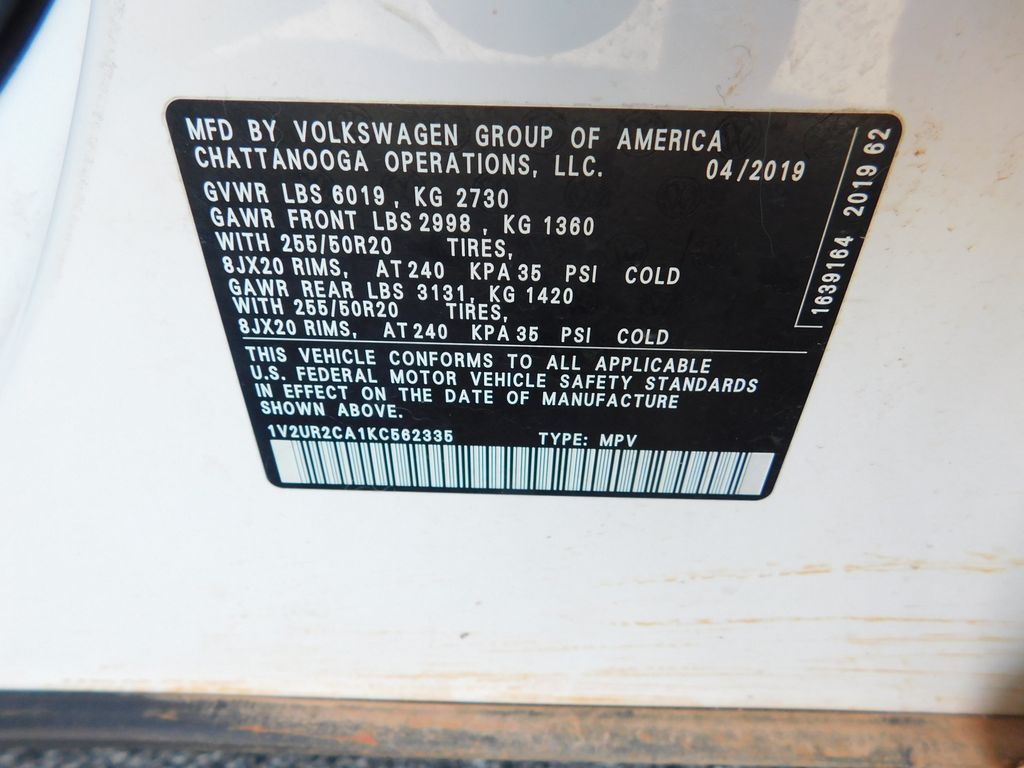 MFD BY VOLKSWAGEN GROUP OF AMERICA
CHATTANOOGA OPERATIONS, LLC. 04/2019
GVWR LBS 6019, KG 2730
GAWR FRONT LBS 2998, KG 1360
WITH 255/50R20 TIRES,
8JX20 RIMS, AT 240 KPA 35 PSI COLD
GAWR REAR LBS 3131, KG 1420
WITH 255/50R20 TIRES,
8JX20 RIMS, AT 240 KPA 35 PSI COLD
THIS VEHICLE CONFORMS TO ALL APPLICABLE
U.S. FEDERAL MOTOR VEHICLE SAFETY STANDARDS
IN EFFECT ON THE DATE OF MANUFACTURE
SHOWN ABOVE.
1V2UR2CA1KC562335 TYPE: MPV
1639164 2019 62